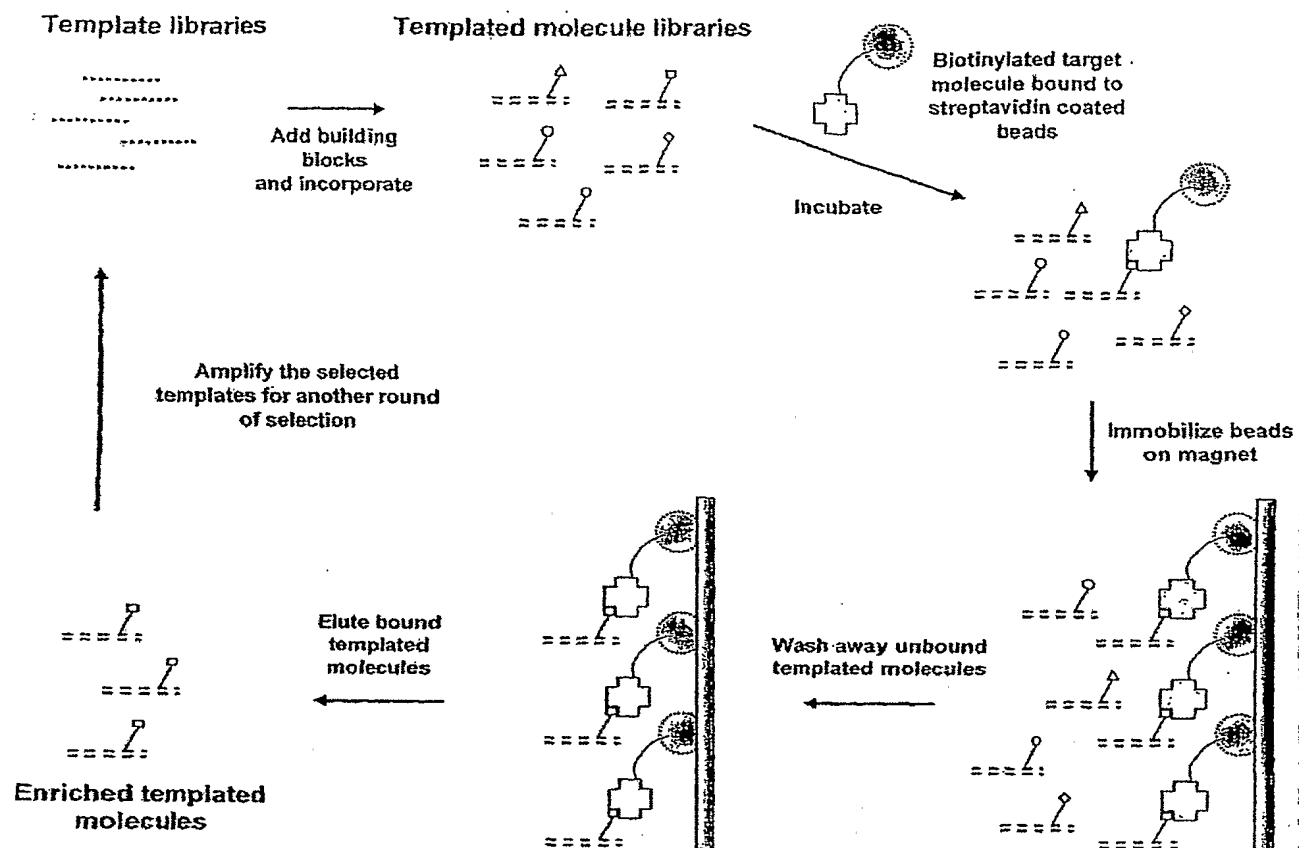 Template libraries
Templated molecule libraries
Add building
blocks
and incorporate
Biotinylated target
molecule bound to
streptavidin coated
beads
Incubate
Immobilize beads
on magnet
Wash away unbound
templated molecules
Elute bound
templated
molecules
Enriched templated
molecules
Amplify the selected
templates for another round
of selection